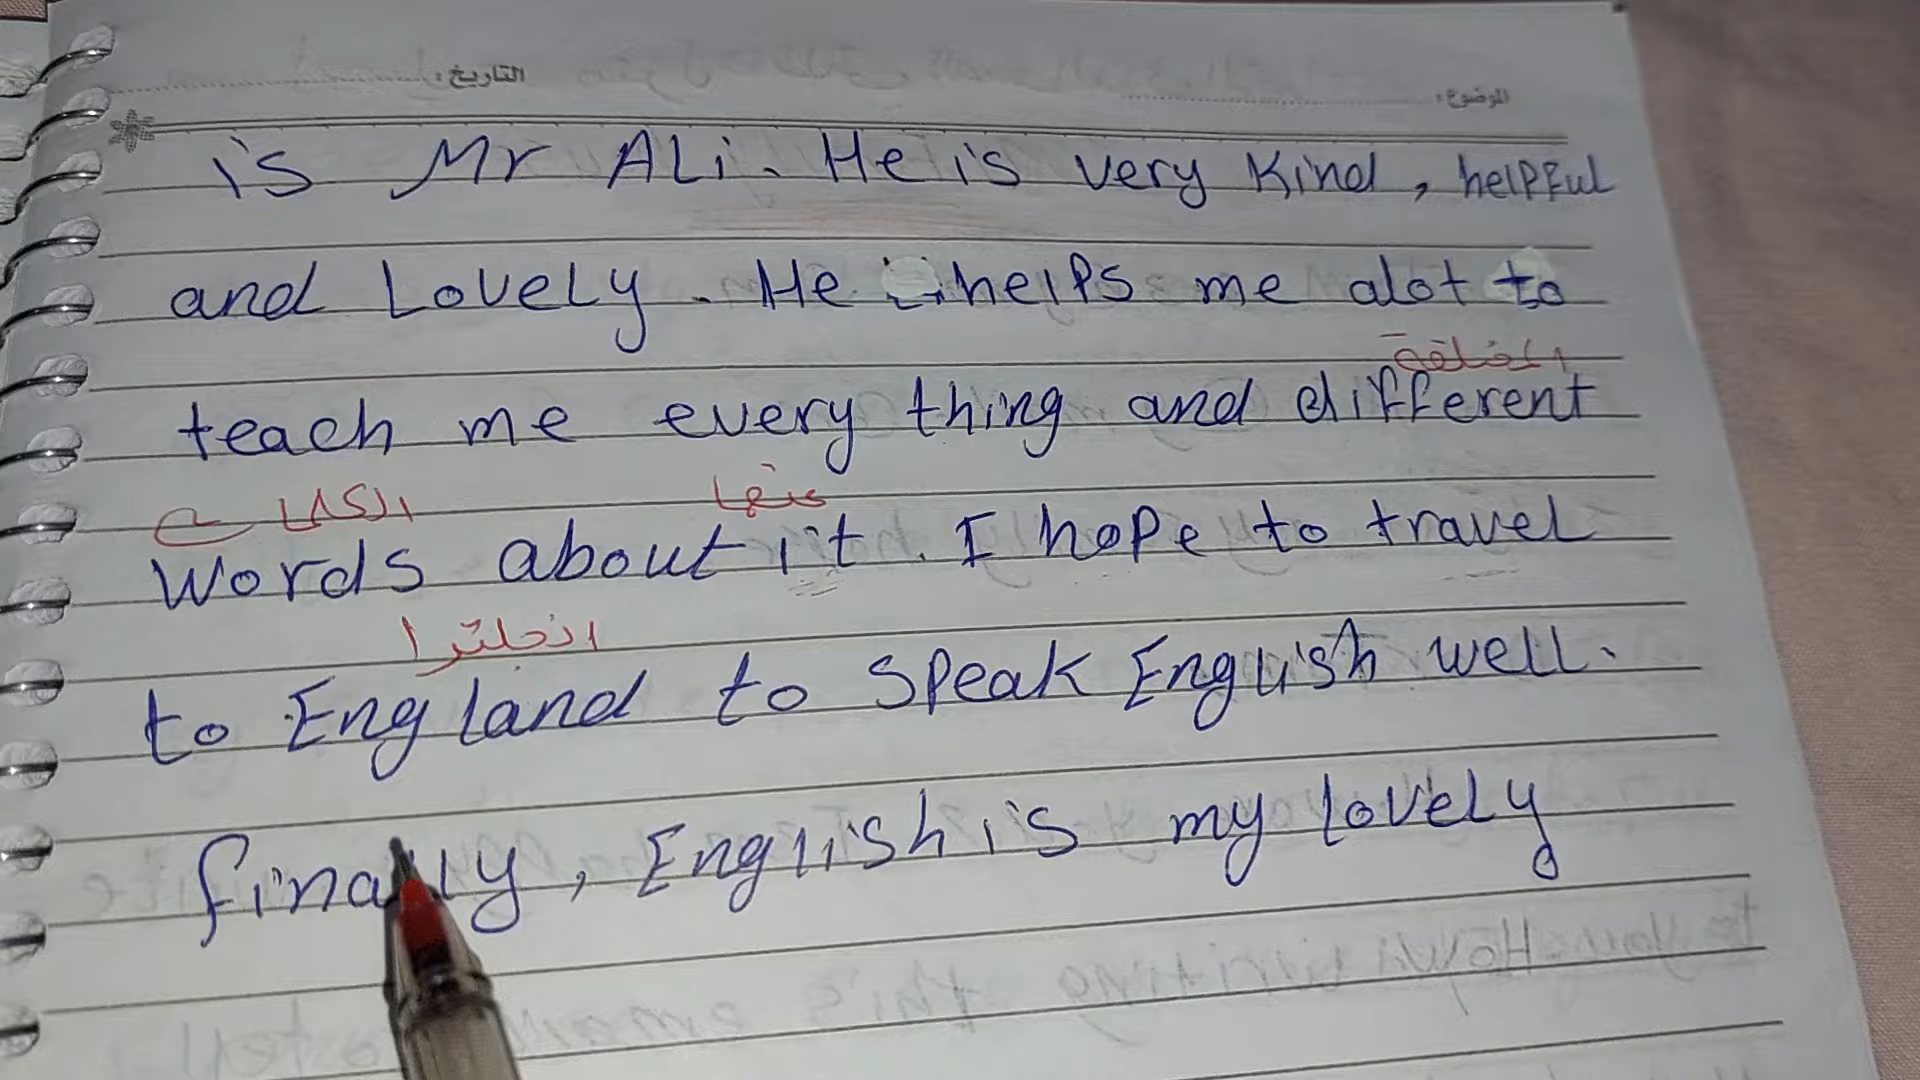 الموضوع: التاريخ:
is Mr ALi. He is very Kind, helpful
and Lovely. He helps me alot to
المختلفة
teach me every thing and different
الكلمات عنها
words about it. I hope to travel
انجلترا
to England to speak English well.
finally, English is my lovely